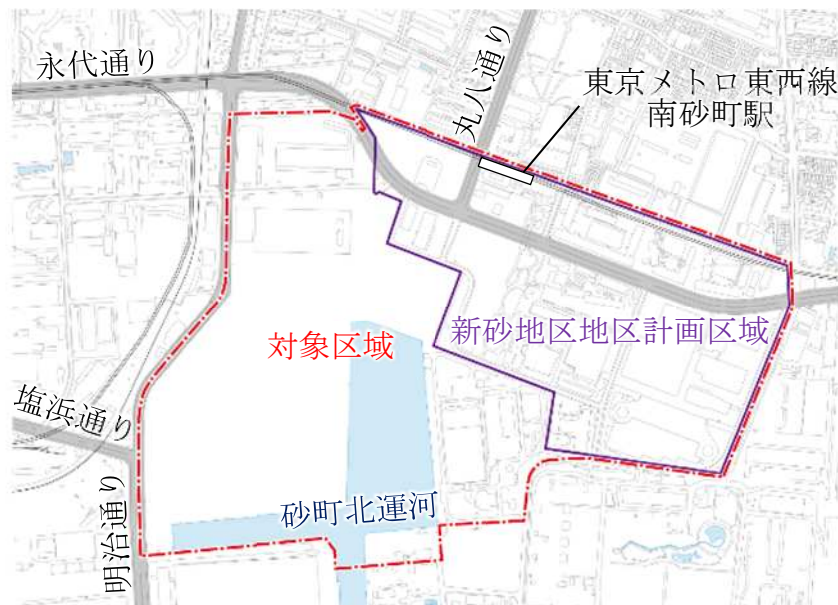 永代通り
丸八通り
東京メトロ東西線
南砂町駅
対象区域
新砂地区地区計画区域
塩浜通り
砂町北運河
明治通り